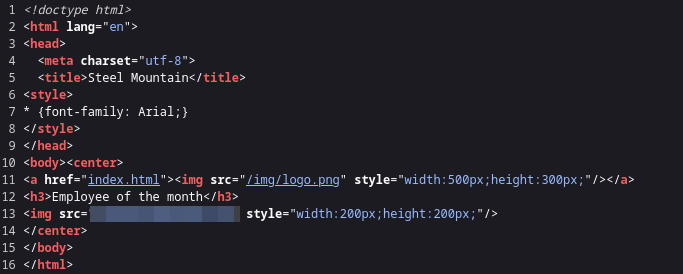 1 <!doctype html>
2 <html lang="en">
3 <head>
4 <meta charset="utf-8">
5 <title>Steel Mountain</title>
6 <style>
7 * {font-family: Arial;}
8 </style>
9 </head>
10 <body><center>
11 <a href="index.html"><img src="/img/logo.png" style="width:500px;height:300px;"/></a>
12 <h3>Employee of the month</h3>
13 <img src= style="width:200px;height:200px;"/>
14 </center>
15 </body>
16 </html>